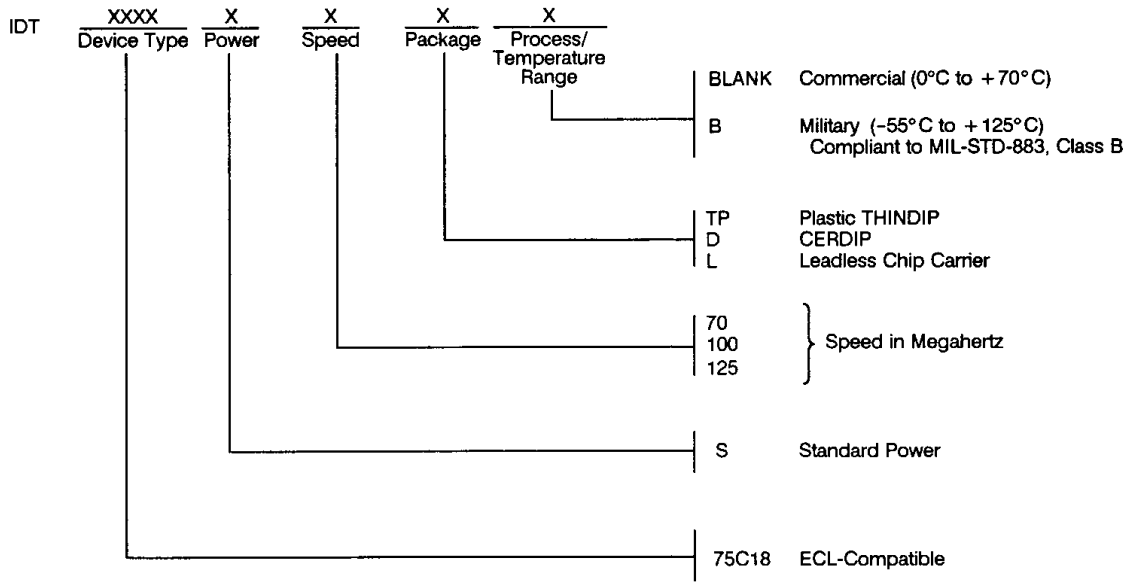 IDT XXXX X X X X
Device Type Power Speed Package Process/
Temperature
Range
BLANK Commercial (0°C to +70°C)
B Military (–55°C to +125°C)
Compliant to MIL-STD-883, Class B
TP Plastic THINDIP
D CERDIP
L Leadless Chip Carrier
70
100 Speed in Megahertz
125
S Standard Power
75C18 ECL-Compatible